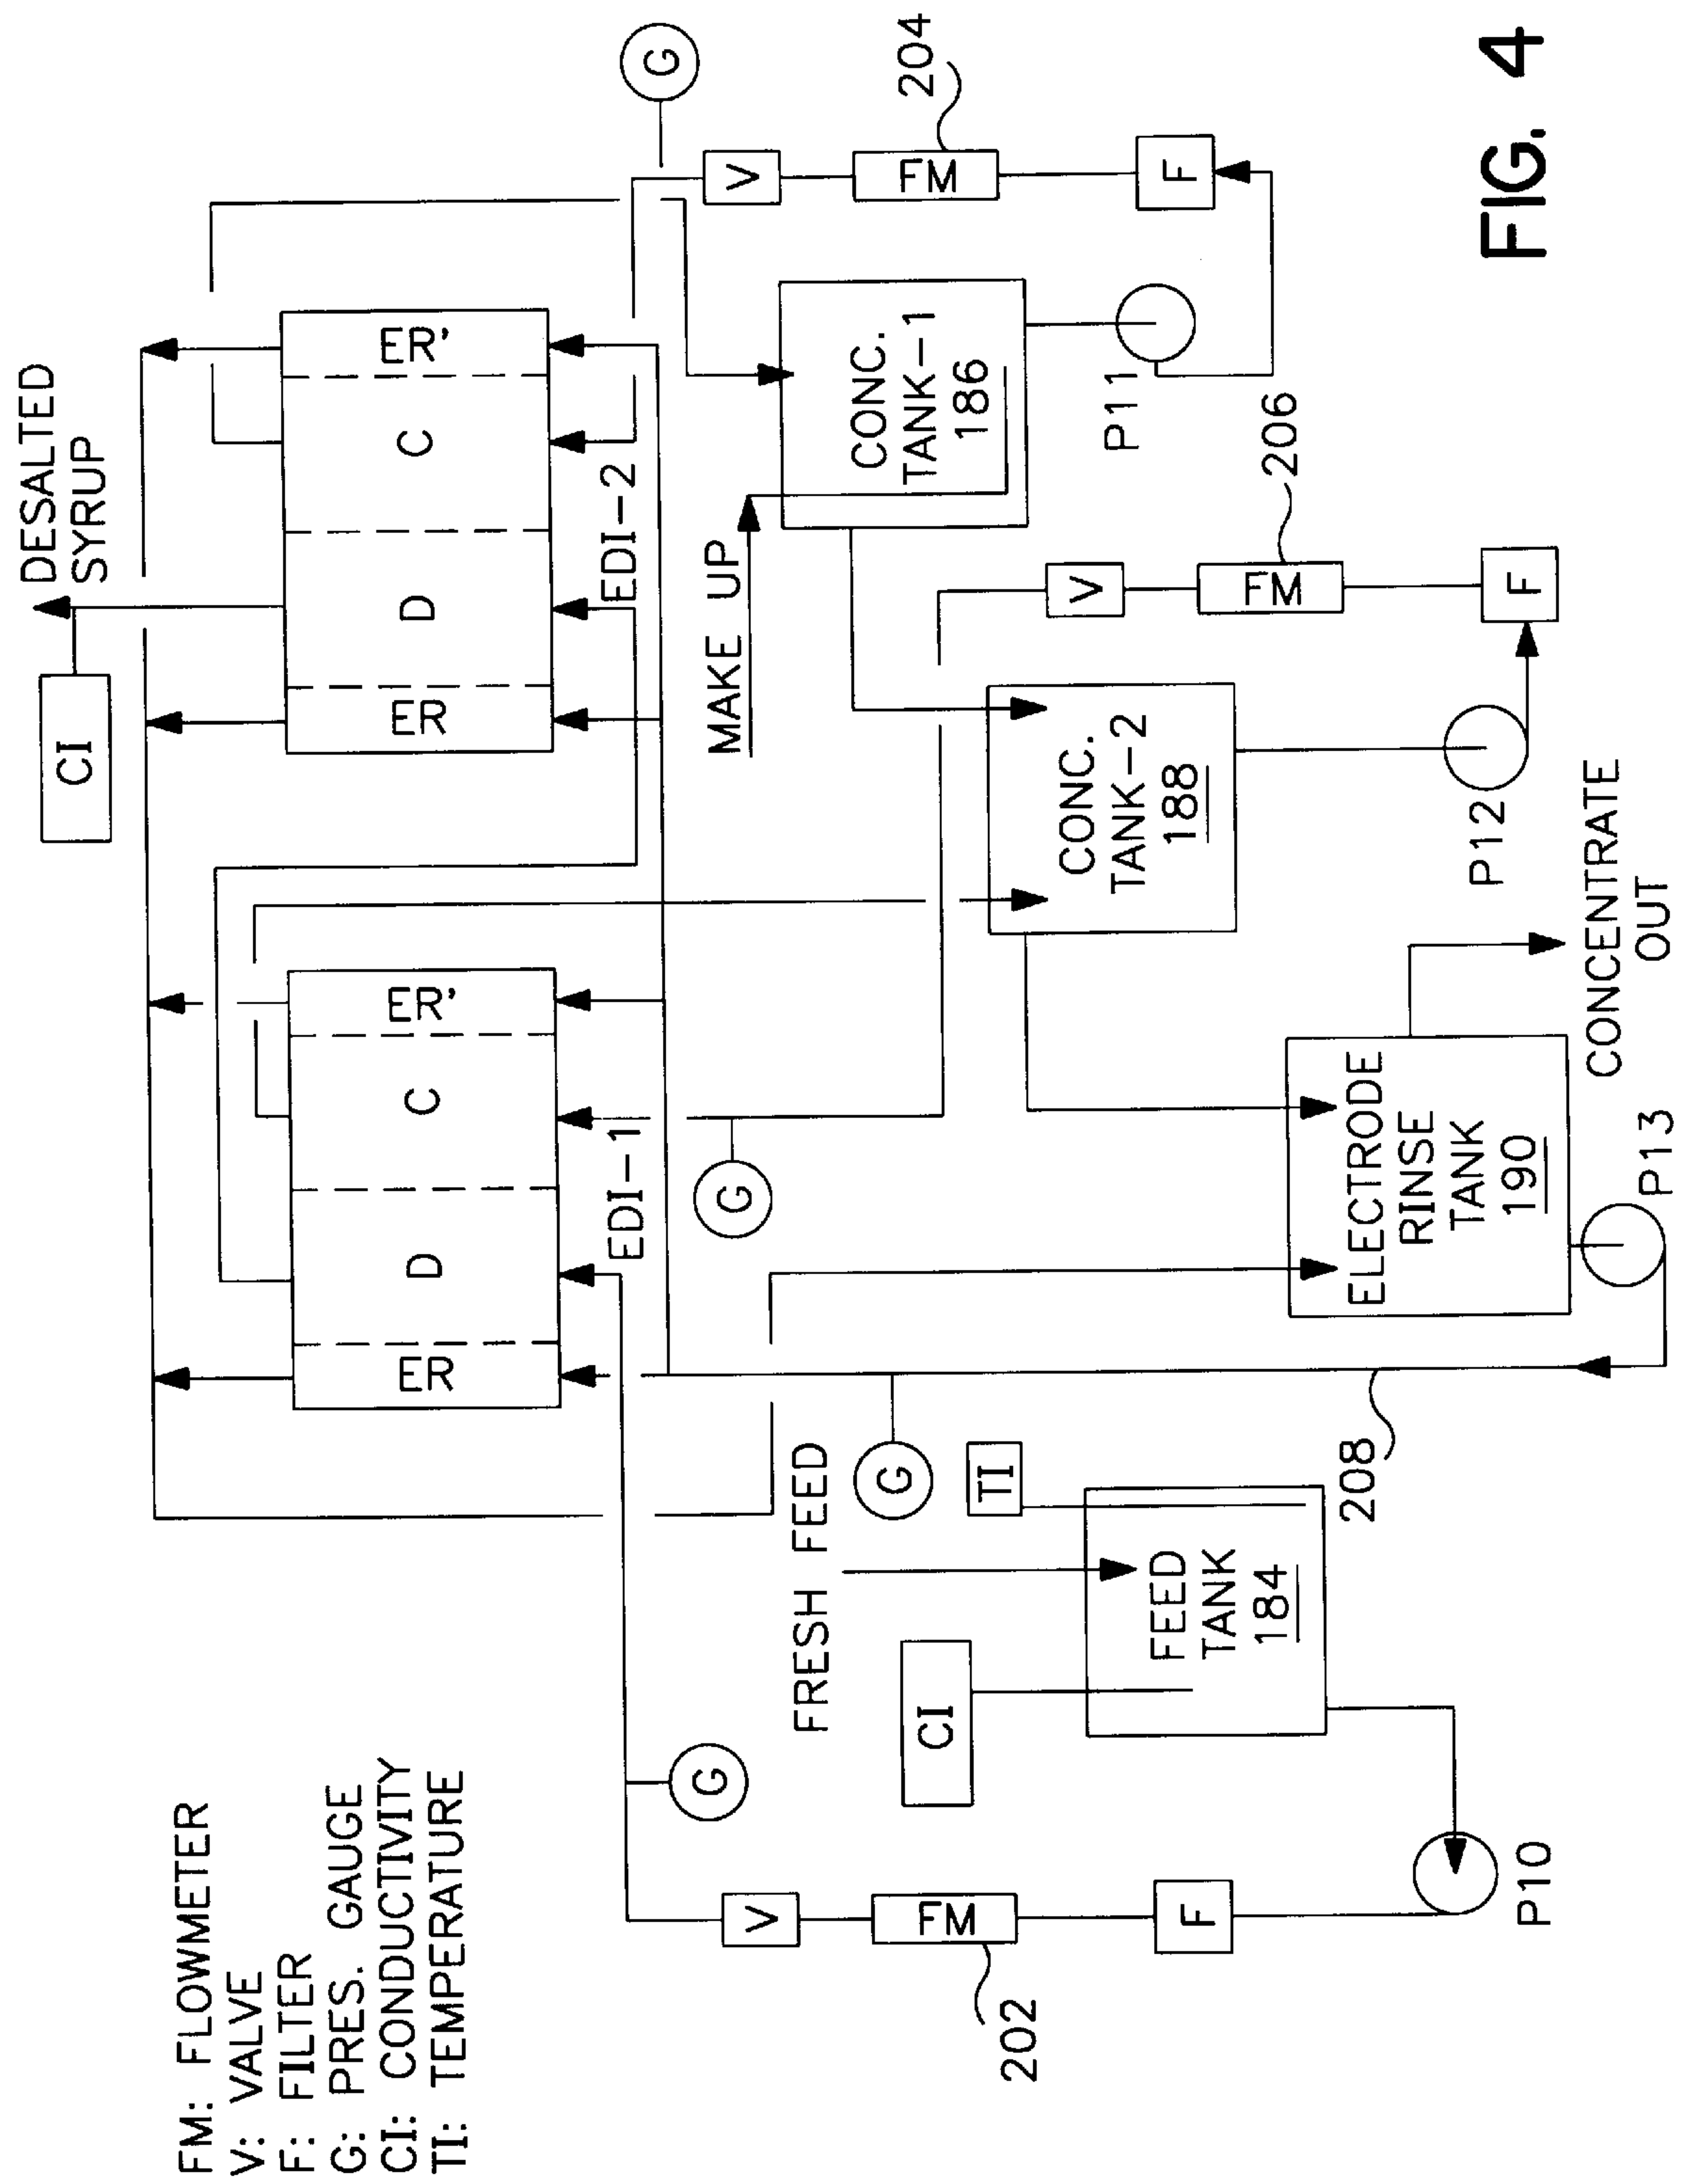 FM: FLOWMETER
V: VALVE
F: FILTER
G: PRES. GAUGE
CI: CONDUCTIVITY
TI: TEMPERATURE
CI
DESALTED
SYRUP
ER
D
C
ER'
EDI-1
ER
D
C
ER'
EDI-2
G
G
G
G
V
FM
202
F
P10
FRESH FEED
CI
TI
FEED
TANK
184
208
MAKE UP
CONC.
TANK-1
186
P11
V
FM
204
F
CONC.
TANK-2
188
P12
V
FM
206
F
ELECTRODE
RINSE
TANK
190
P13
CONCENTRATE
OUT
FIG. 4